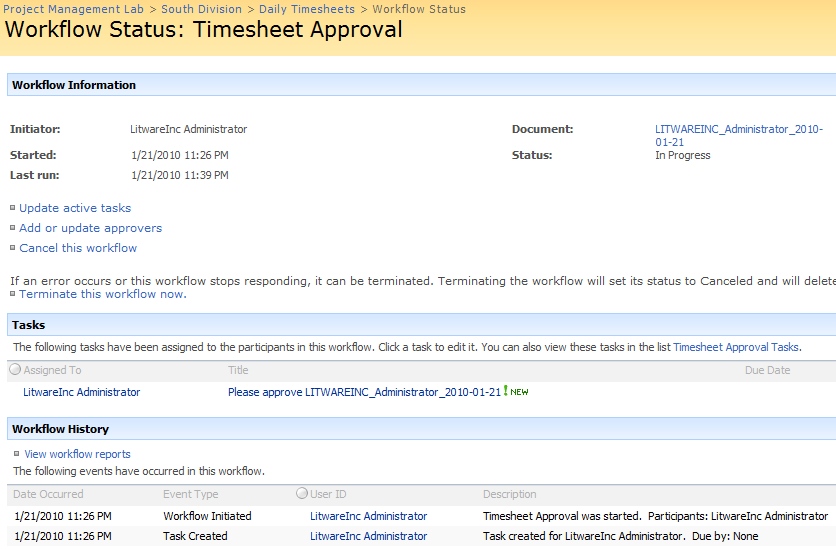 Project Management Lab > South Division > Daily Timesheets > Workflow Status
Workflow Status: Timesheet Approval
Workflow Information
Initiator: LitwareInc Administrator Document: LITWAREINC_Administrator_2010-
01-21
Started: 1/21/2010 11:26 PM Status: In Progress
Last run: 1/21/2010 11:39 PM
Update active tasks
Add or update approvers
Cancel this workflow
If an error occurs or this workflow stops responding, it can be terminated. Terminating the workflow will set its status to Canceled and will delete
Terminate this workflow now.
Tasks
The following tasks have been assigned to the participants in this workflow. Click a task to edit it. You can also view these tasks in the list Timesheet Approval Tasks.
Assigned To Title Due Date
LitwareInc Administrator Please approve LITWAREINC_Administrator_2010-01-21 ! NEW
Workflow History
View workflow reports
The following events have occurred in this workflow.
Date Occurred Event Type User ID Description
1/21/2010 11:26 PM Workflow Initiated LitwareInc Administrator Timesheet Approval was started. Participants: LitwareInc Administrator
1/21/2010 11:26 PM Task Created LitwareInc Administrator Task created for LitwareInc Administrator. Due by: None